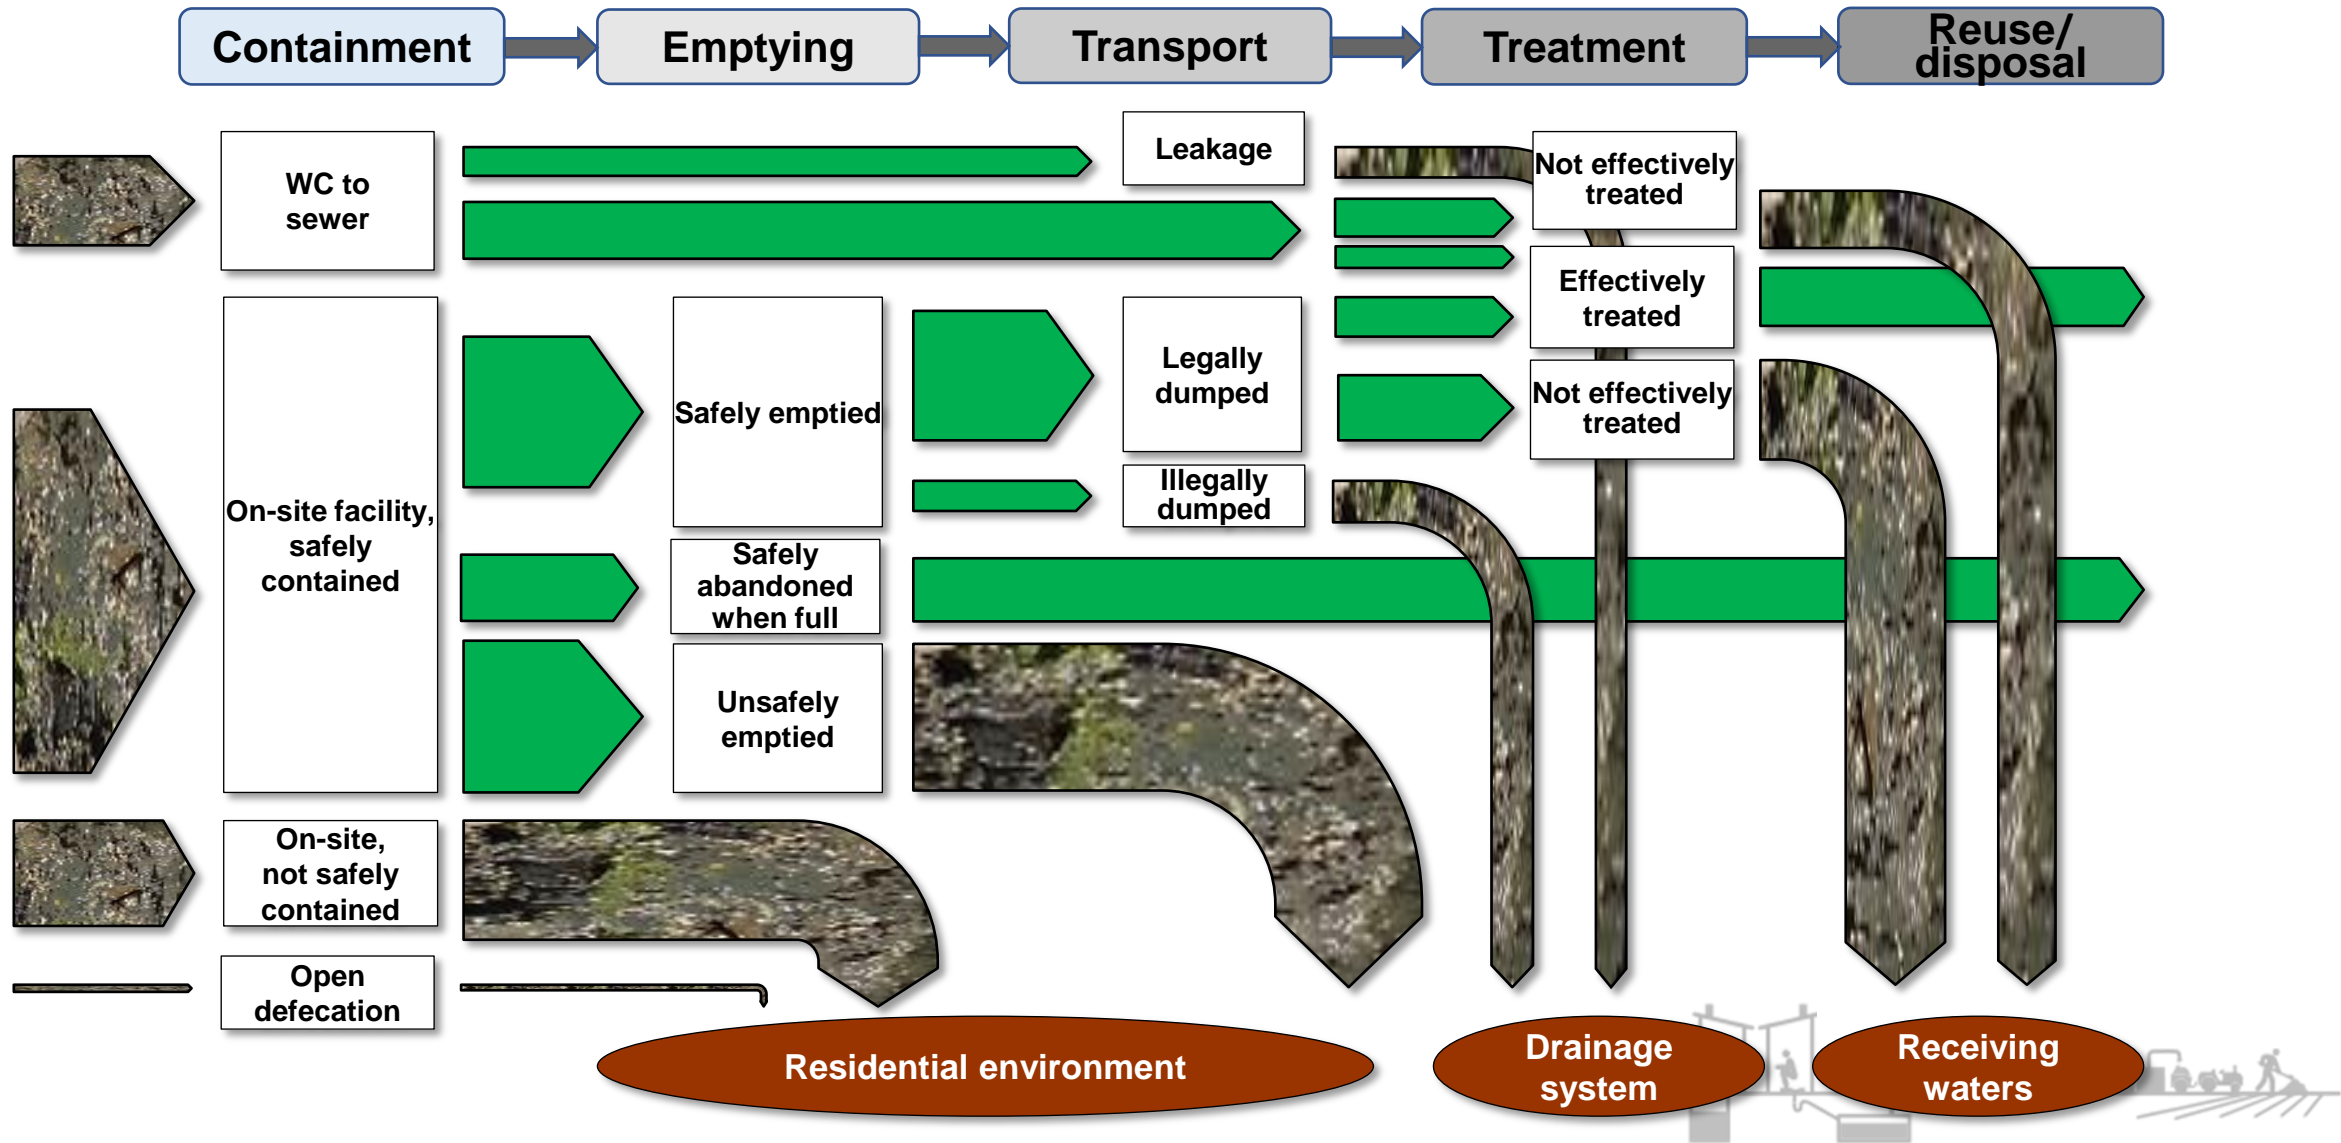 Containment
Emptying
Transport
Treatment
Reuse/
disposal
WC to
sewer
Leakage
Not effectively
treated
Effectively
treated
On-site facility,
safely
contained
Safely emptied
Legally
dumped
Not effectively
treated
Illegally
dumped
Safely
abandoned
when full
Unsafely
emptied
On-site,
not safely
contained
Open
defecation
Residential environment
Drainage
system
Receiving
waters